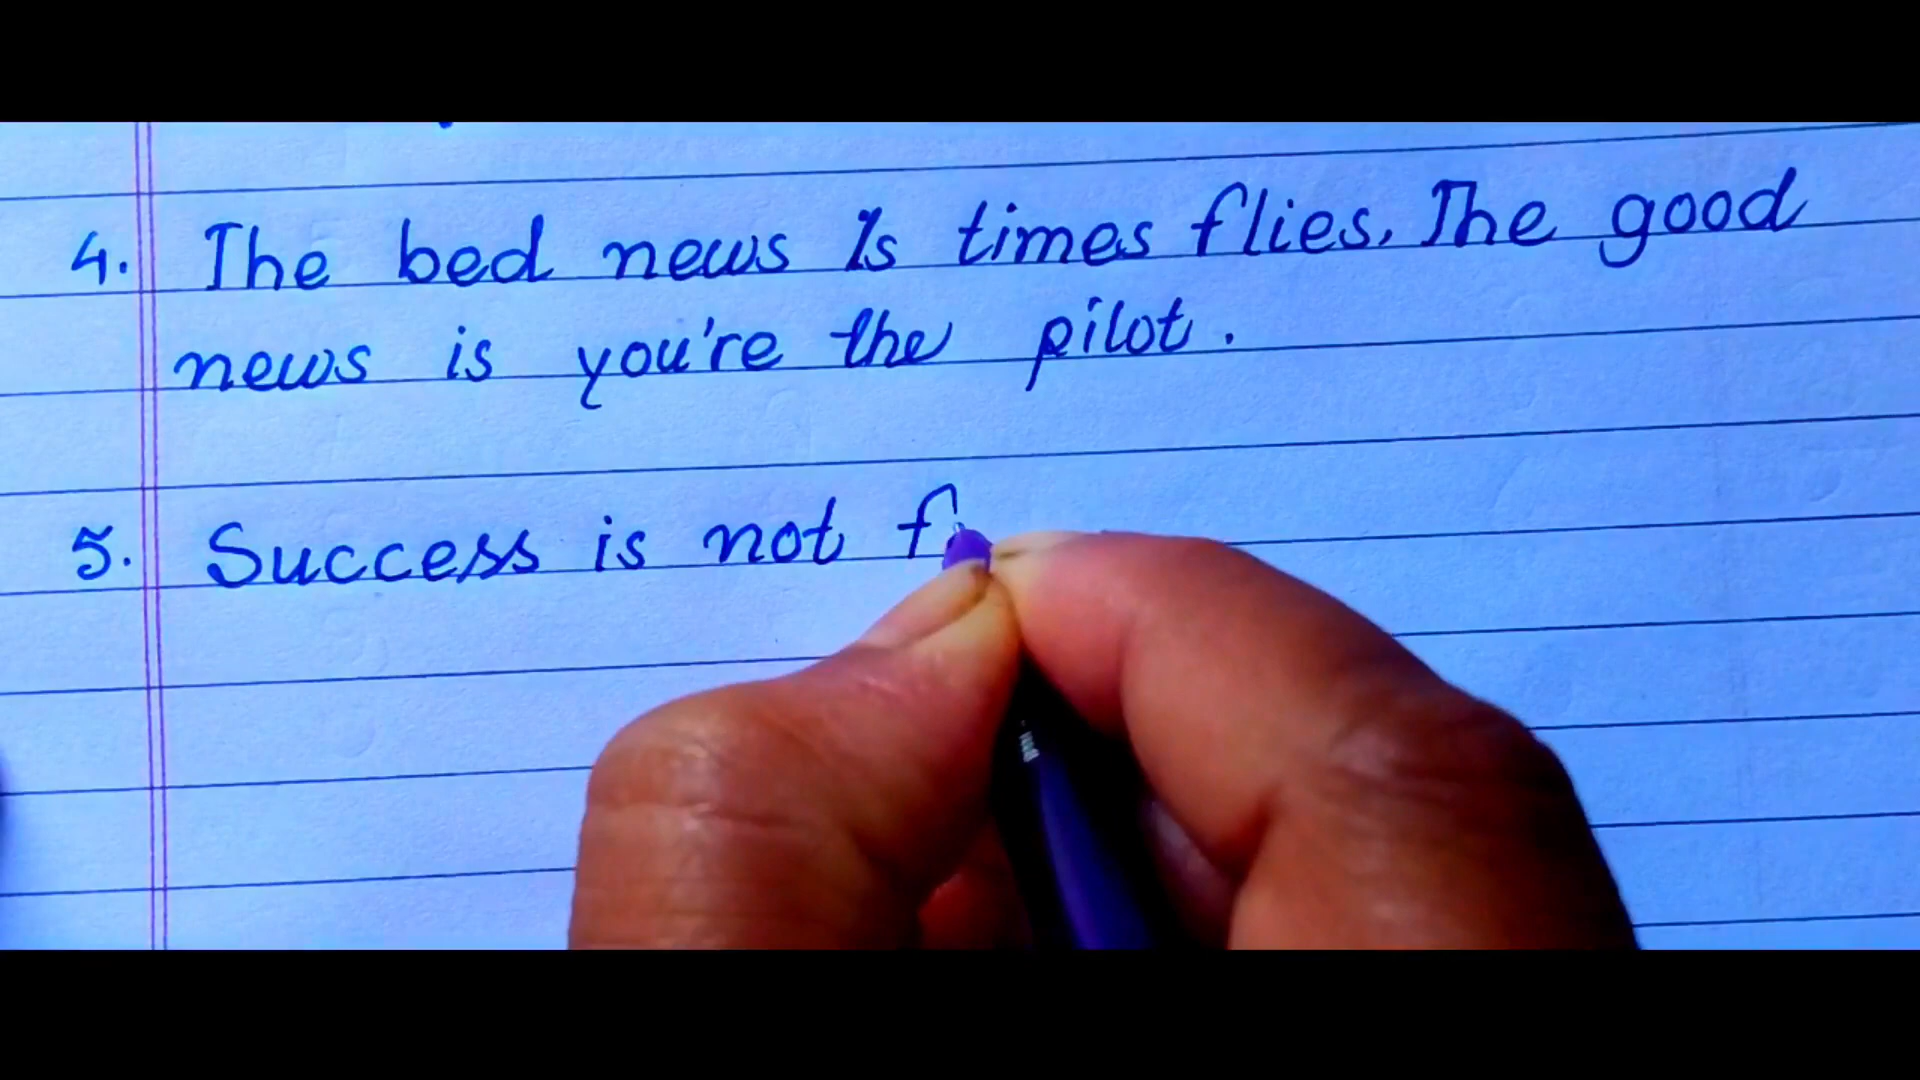 4. The bed news Is times flies. The good
news is you're the pilot.
5. Success is not f